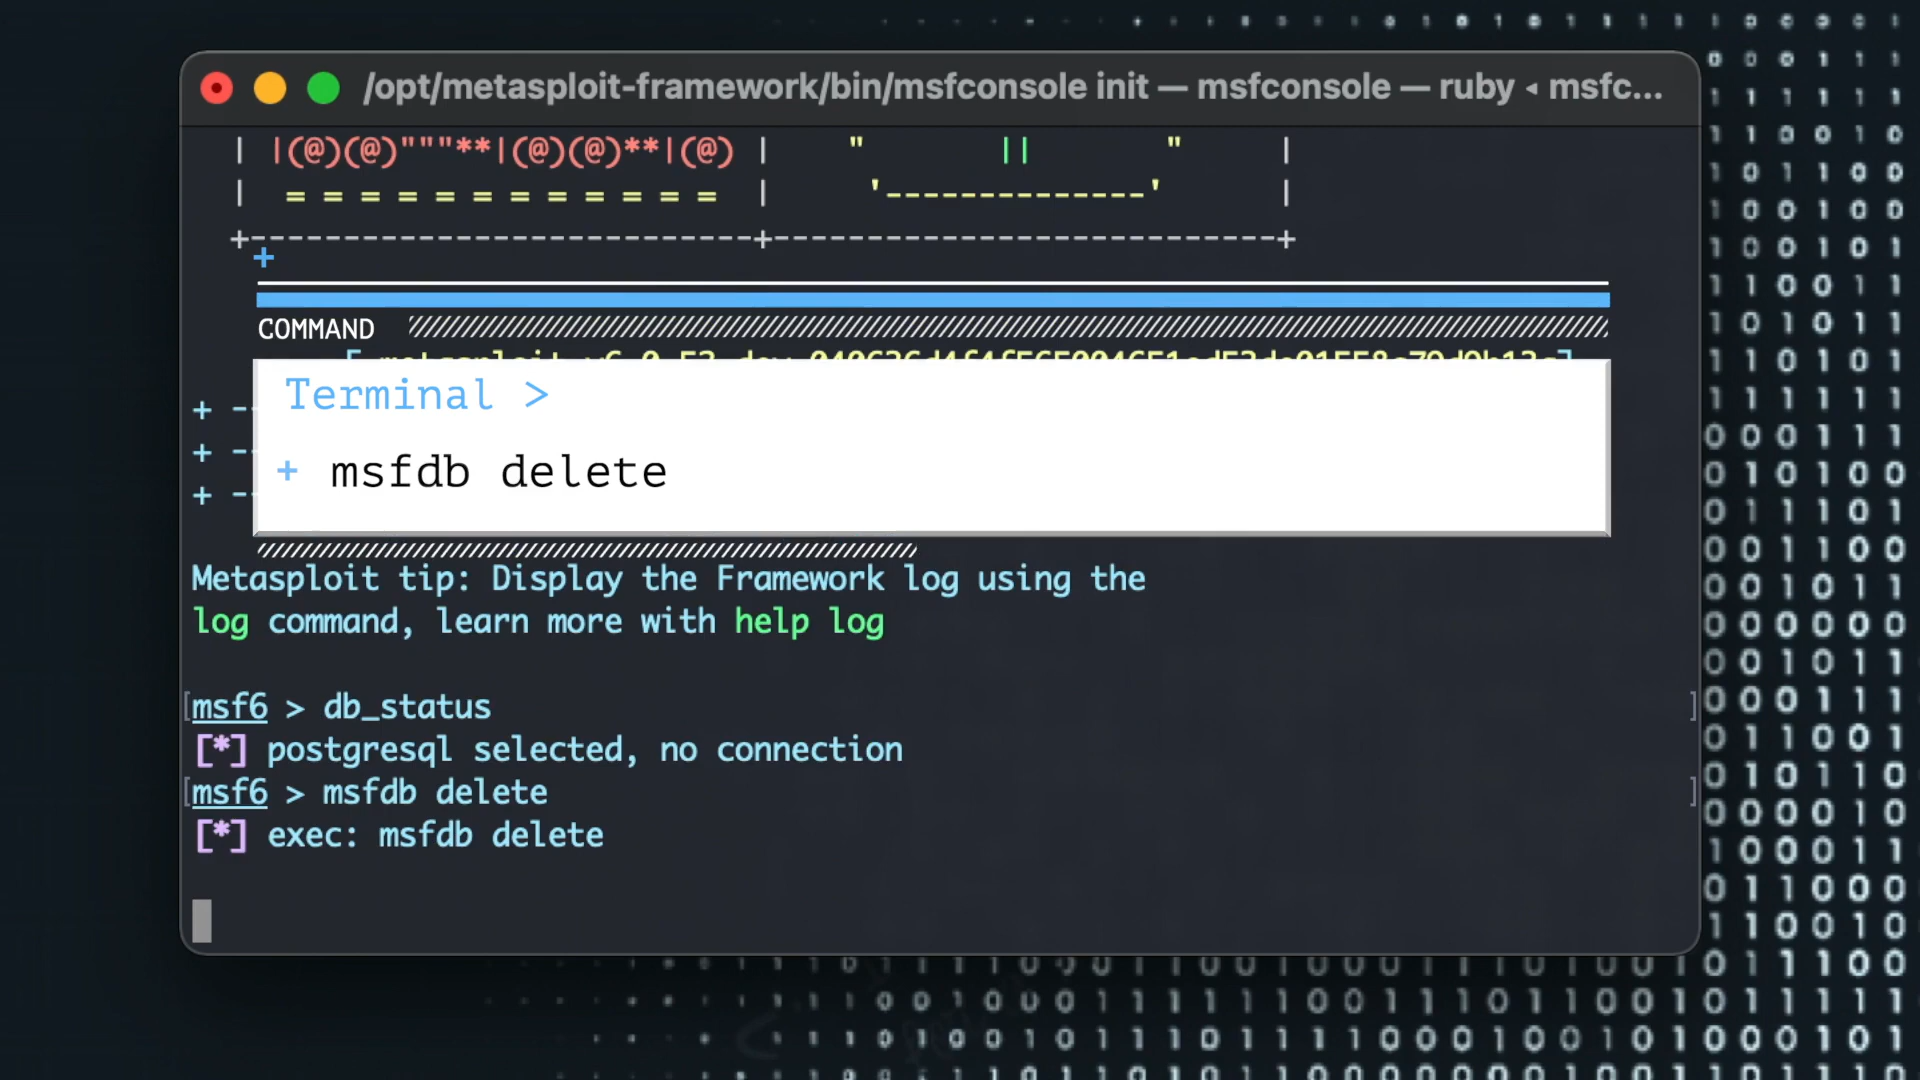 /opt/metasploit-framework/bin/msfconsole init — msfconsole — ruby ◂ msfc...
| |(@)(@)"""**|(@)(@)**|(@) | " || " |
| = = = = = = = = = = = = | '-------------' |
+---------------------------+---------------------------+
+
COMMAND
Terminal >
+ msfdb delete
+ --
+ --
+ --
Metasploit tip: Display the Framework log using the
log command, learn more with help log
[msf6 > db_status ]
[*] postgresql selected, no connection
[msf6 > msfdb delete ]
[*] exec: msfdb delete